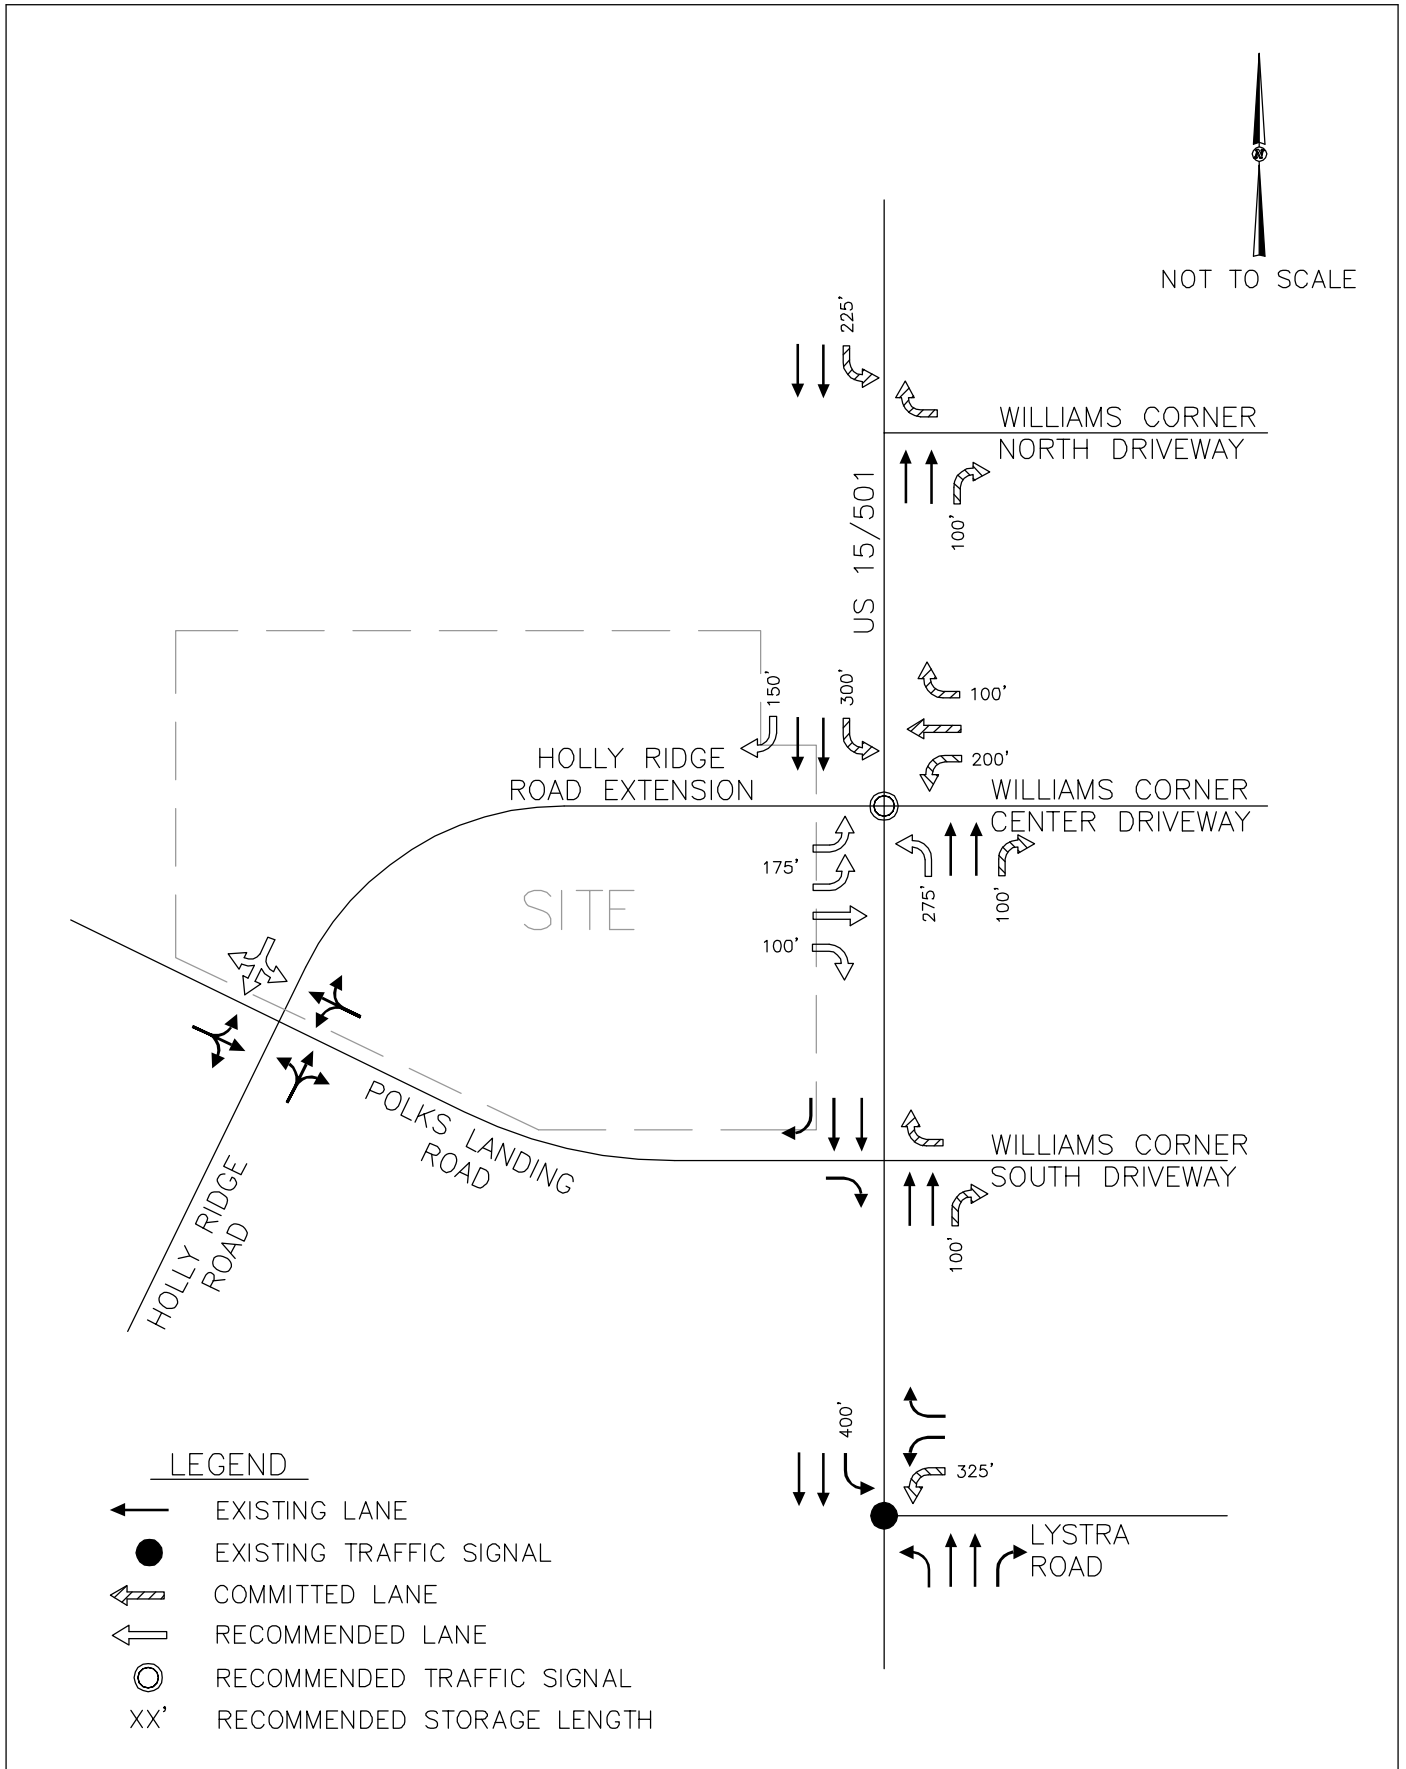 N
NOT TO SCALE
225'
WILLIAMS CORNER
NORTH DRIVEWAY
100'
US 15/501
150'
300'
100'
200'
HOLLY RIDGE
ROAD EXTENSION
WILLIAMS CORNER
CENTER DRIVEWAY
175'
275'
100'
SITE
100'
POLKS LANDING
ROAD
HOLLY RIDGE
ROAD
WILLIAMS CORNER
SOUTH DRIVEWAY
100'
400'
325'
LYSTRA
ROAD
LEGEND
EXISTING LANE
EXISTING TRAFFIC SIGNAL
COMMITTED LANE
RECOMMENDED LANE
RECOMMENDED TRAFFIC SIGNAL
XX' RECOMMENDED STORAGE LENGTH